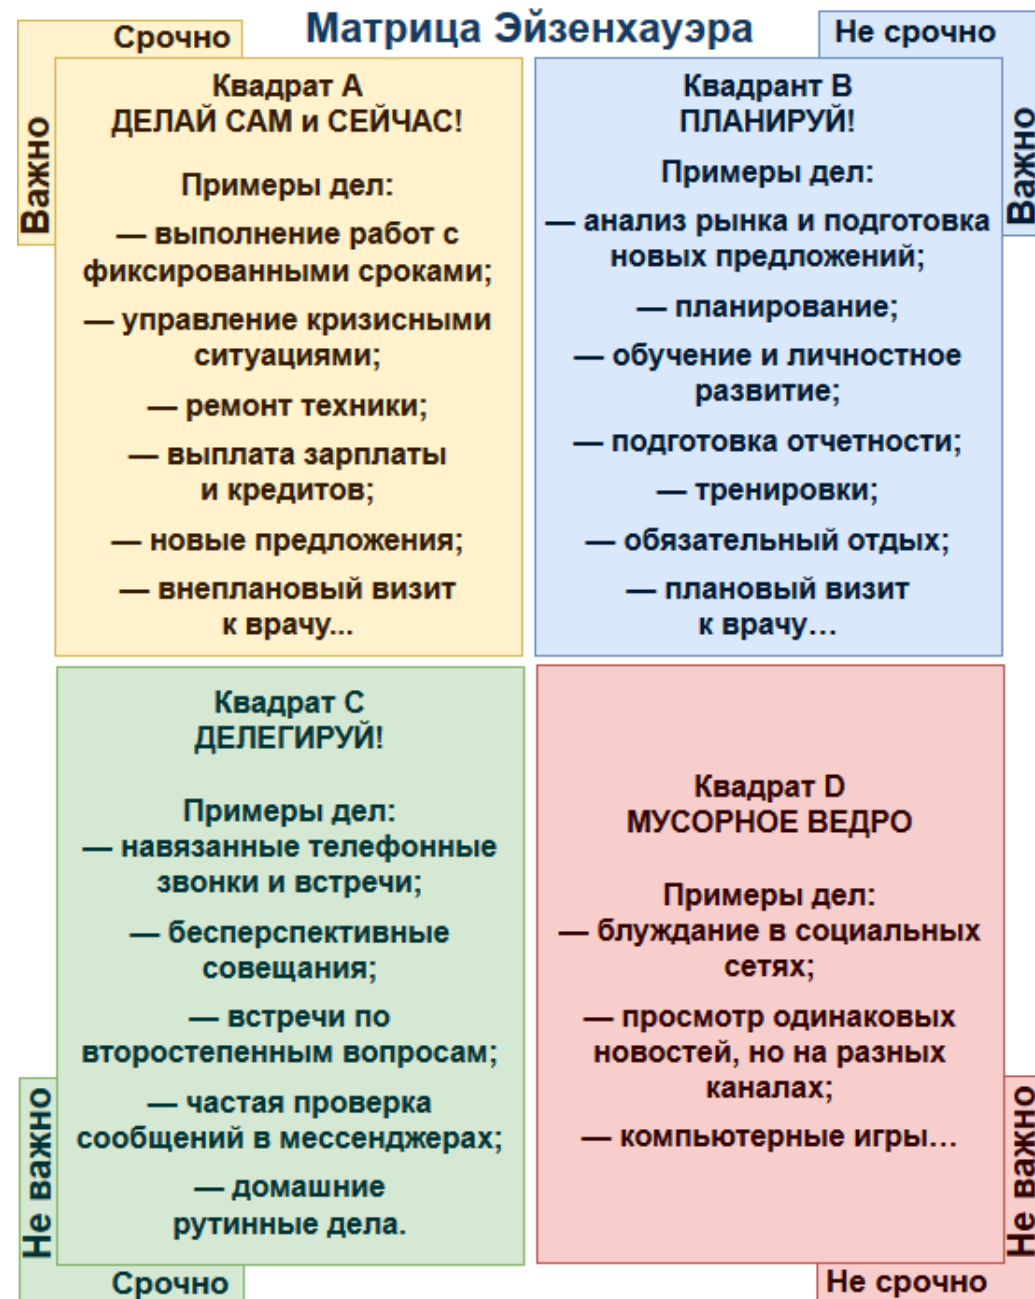 Матрица Эйзенхауэра
Срочно
Важно
Квадрат А
ДЕЛАЙ САМ и СЕЙЧАС!
Примеры дел:
— выполнение работ с
фиксированными сроками;
— управление кризисными
ситуациями;
— ремонт техники;
— выплата зарплаты
и кредитов;
— новые предложения;
— внеплановый визит
к врачу...
Не срочно
Важно
Квадрант В
ПЛАНИРУЙ!
Примеры дел:
— анализ рынка и подготовка
новых предложений;
— планирование;
— обучение и личностное
развитие;
— подготовка отчетности;
— тренировки;
— обязательный отдых;
— плановый визит
к врачу…
Квадрат С
ДЕЛЕГИРУЙ!
Примеры дел:
— навязанные телефонные
звонки и встречи;
— бесперспективные
совещания;
— встречи по
второстепенным вопросам;
— частая проверка
сообщений в мессенджерах;
— домашние
рутинные дела.
Не важно
Срочно
Квадрат D
МУСОРНОЕ ВЕДРО
Примеры дел:
— блуждание в социальных
сетях;
— просмотр одинаковых
новостей, но на разных
каналах;
— компьютерные игры…
Не важно
Не срочно